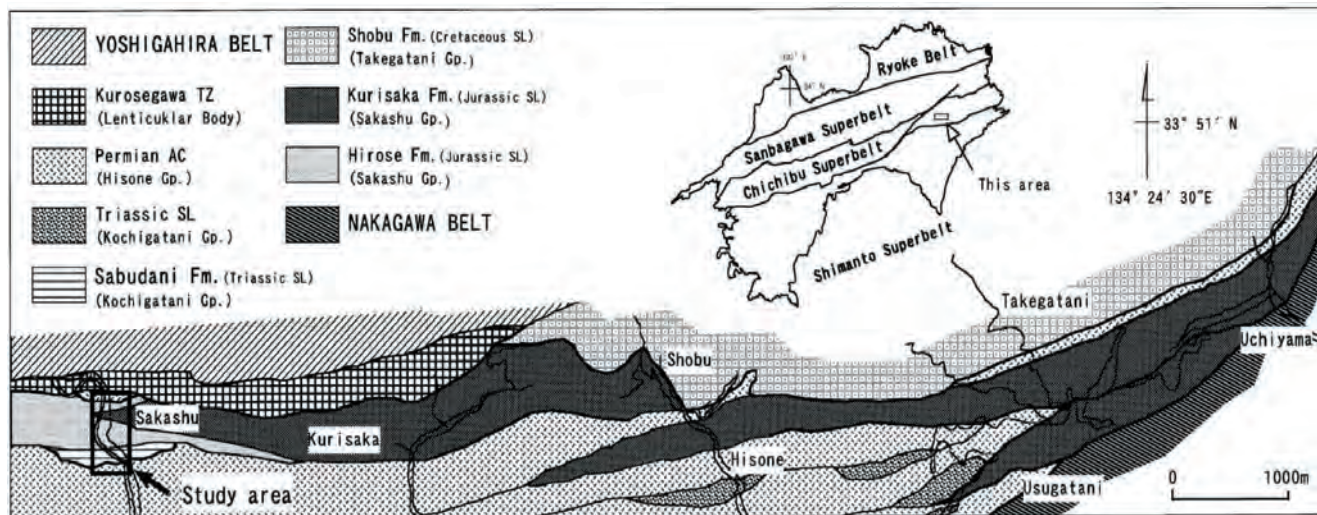 YOSHIGAHIRA BELT
Kurosegawa TZ
(Lenticuklar Body)
Permian AC
(Hisone Gp.)
Triassic SL
(Kochigatani Gp.)
Sabudani Fm. (Triassic SL)
(Kochigatani Gp.)
Shobu Fm. (Cretaceous SL)
(Takegatani Gp.)
Kurisaka Fm. (Jurassic SL)
(Sakashu Gp.)
Hirose Fm. (Jurassic SL)
(Sakashu Gp.)
NAKAGAWA BELT
Ryoke Belt
Sanbagawa Superbelt
Chichibu Superbelt
This area
Shimanto Superbelt
33° 51′ N
134° 24′ 30″E
Takegatani
Uchiyama
Shobu
Sakashu
Kurisaka
Hisone
Usugatani
Study area
0 1000m